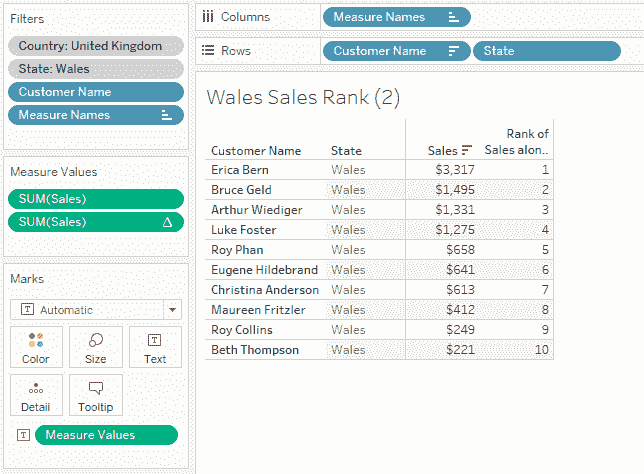 Filters
Country: United Kingdom
State: Wales
Customer Name
Measure Names
Measure Values
SUM(Sales)
SUM(Sales)
Marks
T Automatic
Color Size Text
Detail Tooltip
T Measure Values
Columns Measure Names
Rows Customer Name State
Wales Sales Rank (2)
Rank of
Customer Name State Sales Sales alon..
Erica Bern Wales $3,317 1
Bruce Geld Wales $1,495 2
Arthur Wiediger Wales $1,331 3
Luke Foster Wales $1,275 4
Roy Phan Wales $658 5
Eugene Hildebrand Wales $641 6
Christina Anderson Wales $613 7
Maureen Fritzler Wales $412 8
Roy Collins Wales $249 9
Beth Thompson Wales $221 10